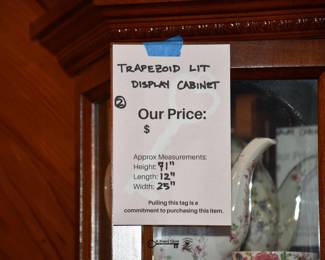 TRAPEZOID LIT
DISPLAY CABINET
②
Our Price:
$
Approx Measurements:
Height: 71"
Length: 12"
Width: 25"
Pulling this tag is a
commitment to purchasing this item.